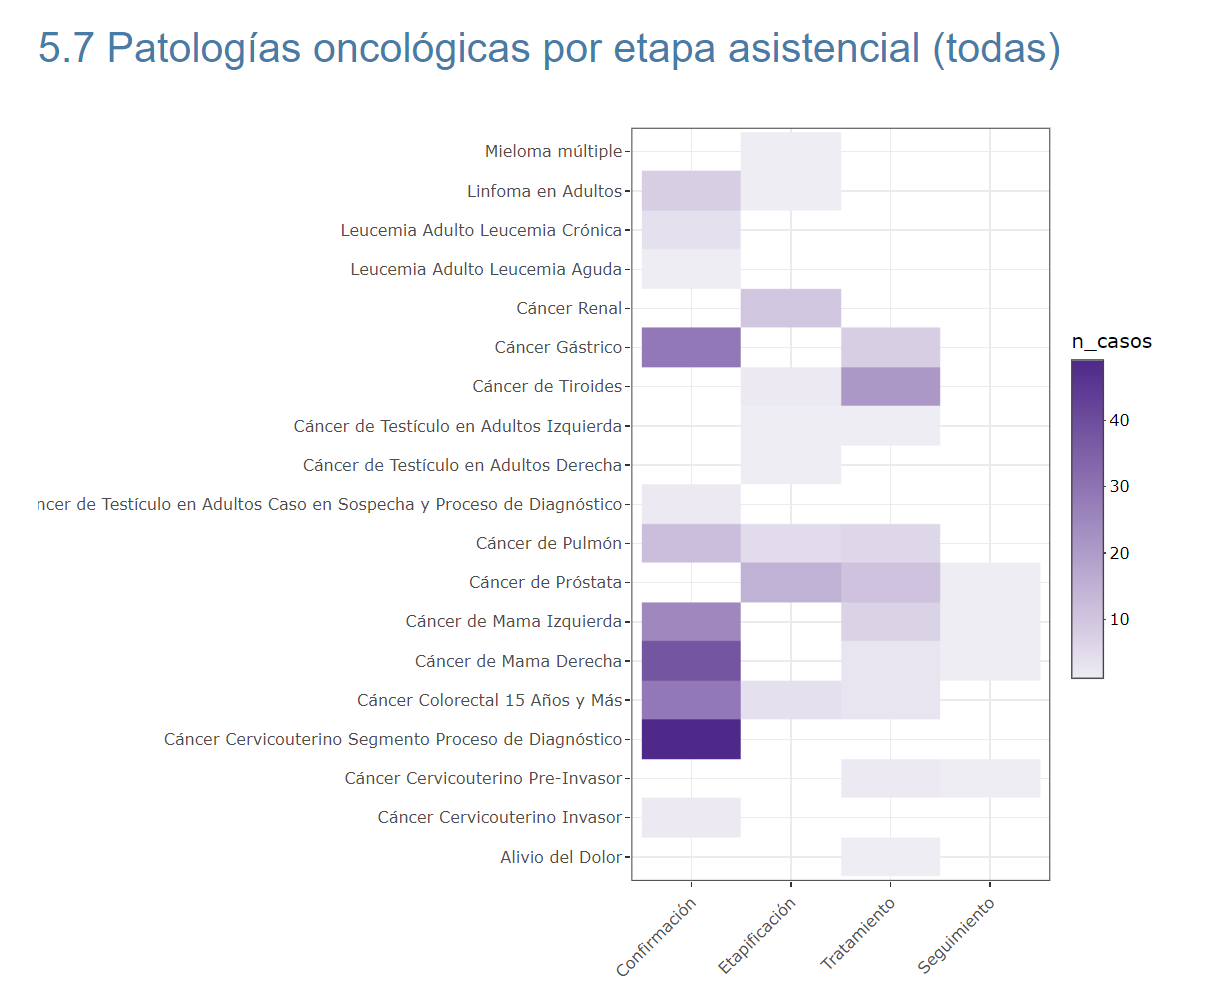 5.7 Patologías oncológicas por etapa asistencial (todas)
Mieloma múltiple
Linfoma en Adultos
Leucemia Adulto Leucemia Crónica
Leucemia Adulto Leucemia Aguda
Cáncer Renal
Cáncer Gástrico
Cáncer de Tiroides
Cáncer de Testículo en Adultos Izquierda
Cáncer de Testículo en Adultos Derecha
ncer de Testículo en Adultos Caso en Sospecha y Proceso de Diagnóstico
Cáncer de Pulmón
Cáncer de Próstata
Cáncer de Mama Izquierda
Cáncer de Mama Derecha
Cáncer Colorectal 15 Años y Más
Cáncer Cervicouterino Segmento Proceso de Diagnóstico
Cáncer Cervicouterino Pre-Invasor
Cáncer Cervicouterino Invasor
Alivio del Dolor
Confirmación
Etapificación
Tratamiento
Seguimiento
n_casos
40
30
20
10